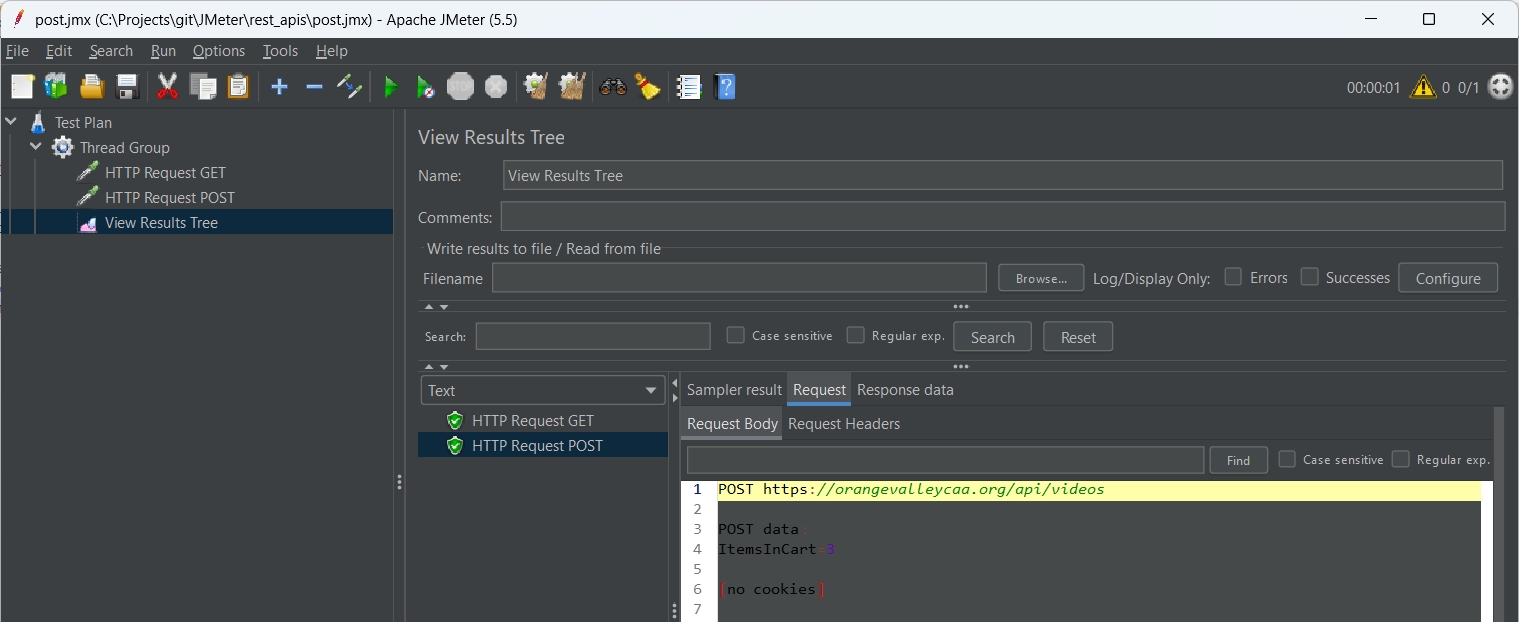 post.jmx (C:\Projects\git\JMeter\rest_apis\post.jmx) - Apache JMeter (5.5)
File Edit Search Run Options Tools Help
STOP 00:00:01 0 0/1
Test Plan
Thread Group
HTTP Request GET
HTTP Request POST
View Results Tree
View Results Tree
Name: View Results Tree
Comments:
Write results to file / Read from file
Filename Browse... Log/Display Only: Errors Successes Configure
Search: Case sensitive Regular exp. Search Reset
Text
HTTP Request GET
HTTP Request POST
Sampler result Request Response data
Request Body Request Headers
Find Case sensitive Regular exp.
1 POST https://orangevalleycaa.org/api/videos
2
3 POST data:
4 ItemsInCart=3
5
6 [no cookies]
7